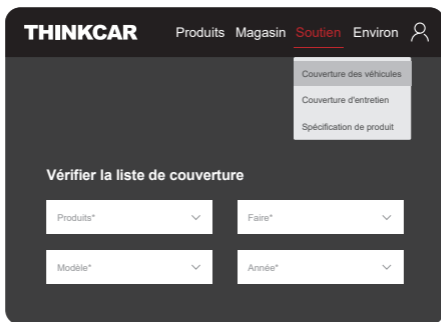 THINKCAR Produits Magasin Soutien Environ
Couverture des véhicules
Couverture d'entretien
Spécification de produit
Vérifier la liste de couverture
Produits* Faire*
Modèle* Année*